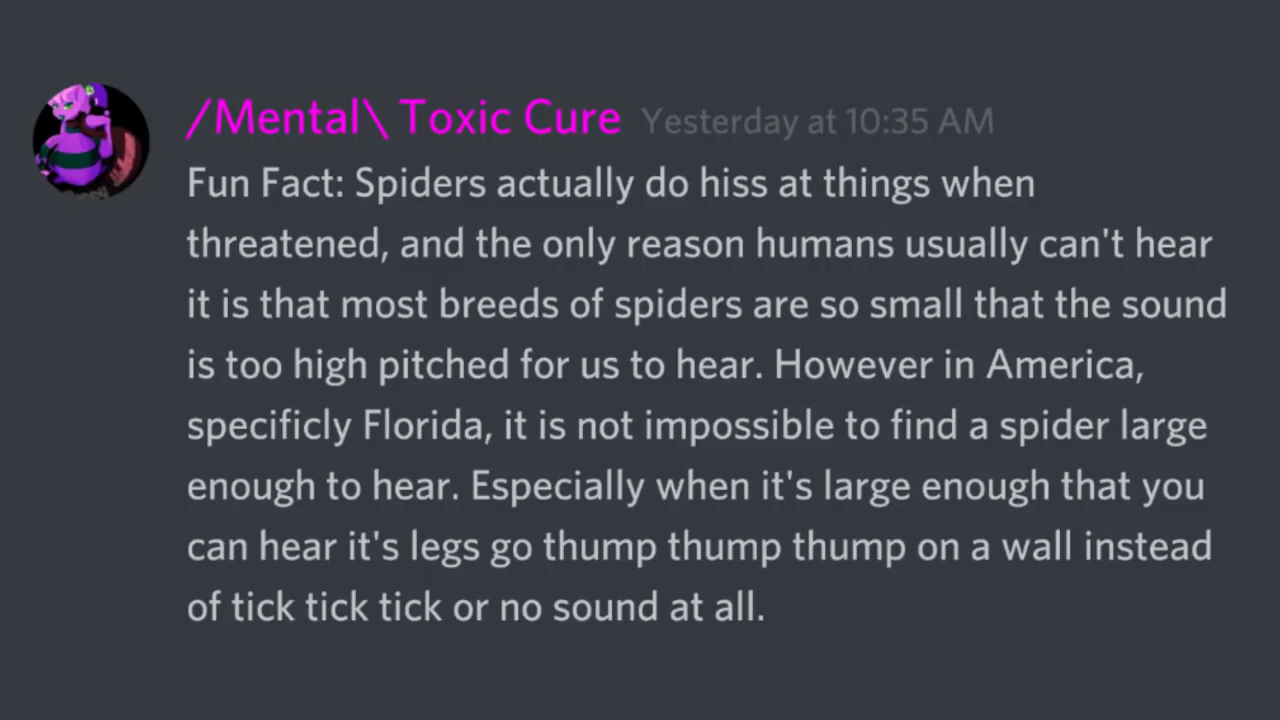 /Mental\ Toxic Cure Yesterday at 10:35 AM
Fun Fact: Spiders actually do hiss at things when
threatened, and the only reason humans usually can't hear
it is that most breeds of spiders are so small that the sound
is too high pitched for us to hear. However in America,
specificly Florida, it is not impossible to find a spider large
enough to hear. Especially when it's large enough that you
can hear it's legs go thump thump thump on a wall instead
of tick tick tick or no sound at all.